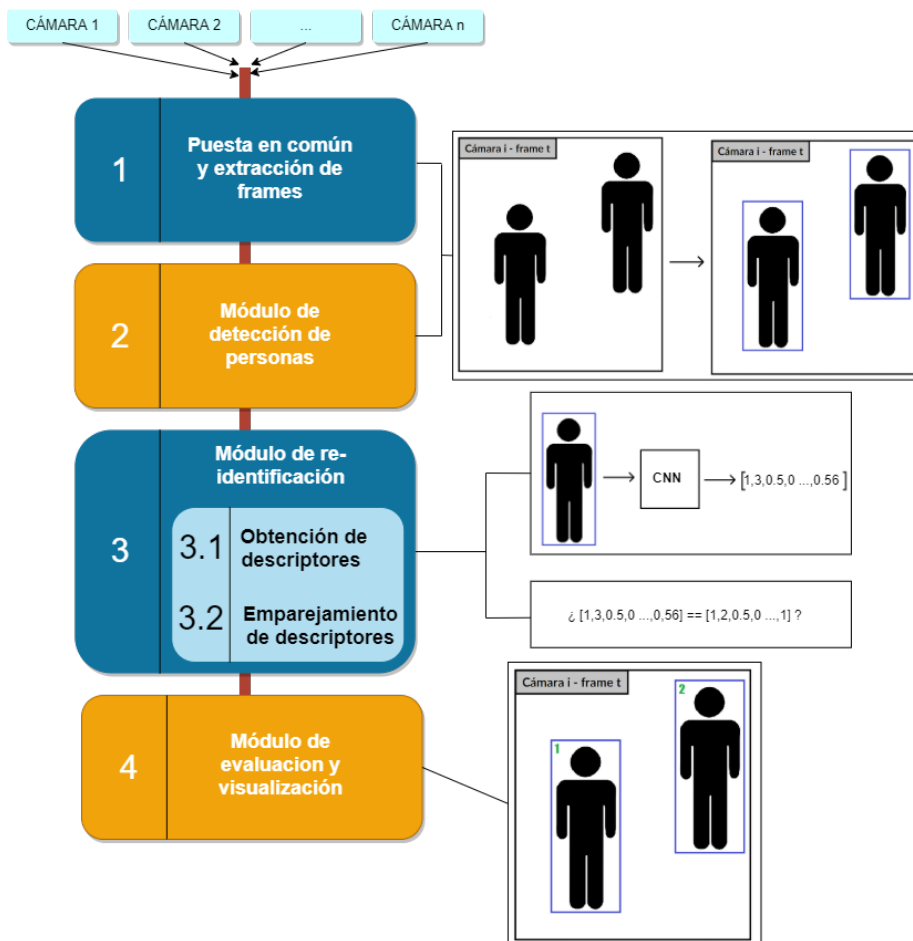 CÁMARA 1
CÁMARA 2
...
CÁMARA n
1
Puesta en común
y extracción de
frames
Cámara i - frame t
Cámara i - frame t
2
Módulo de
detección de
personas
3
Módulo de re-
identificación
3.1
Obtención de
descriptores
3.2
Emparejamiento
de descriptores
CNN
[1,3,0.5,0 ...,0.56 ]
¿ [1,3,0.5,0 ...,0,56] == [1,2,0.5,0 ...,1] ?
4
Módulo de
evaluacion y
visualización
Cámara i - frame t
1
2